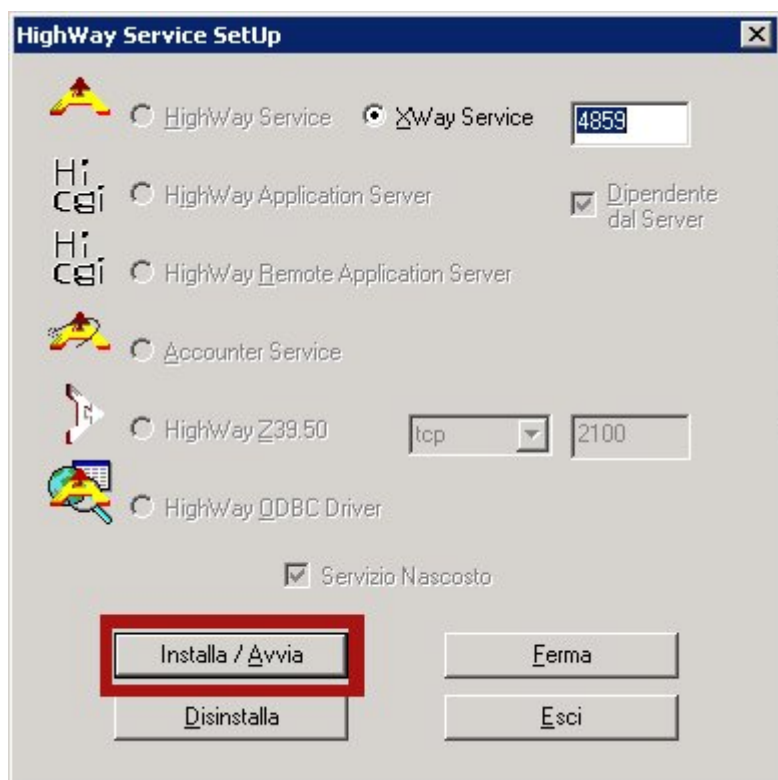 HighWay Service SetUp
HighWay Service XWay Service 4859
Hi
cgi HighWay Application Server Dipendente
dal Server
Hi
cgi HighWay Remote Application Server
Accounter Service
HighWay Z39.50 tcp 2100
HighWay ODBC Driver
Servizio Nascosto
Installa / Avvia Ferma
Disinstalla Esci